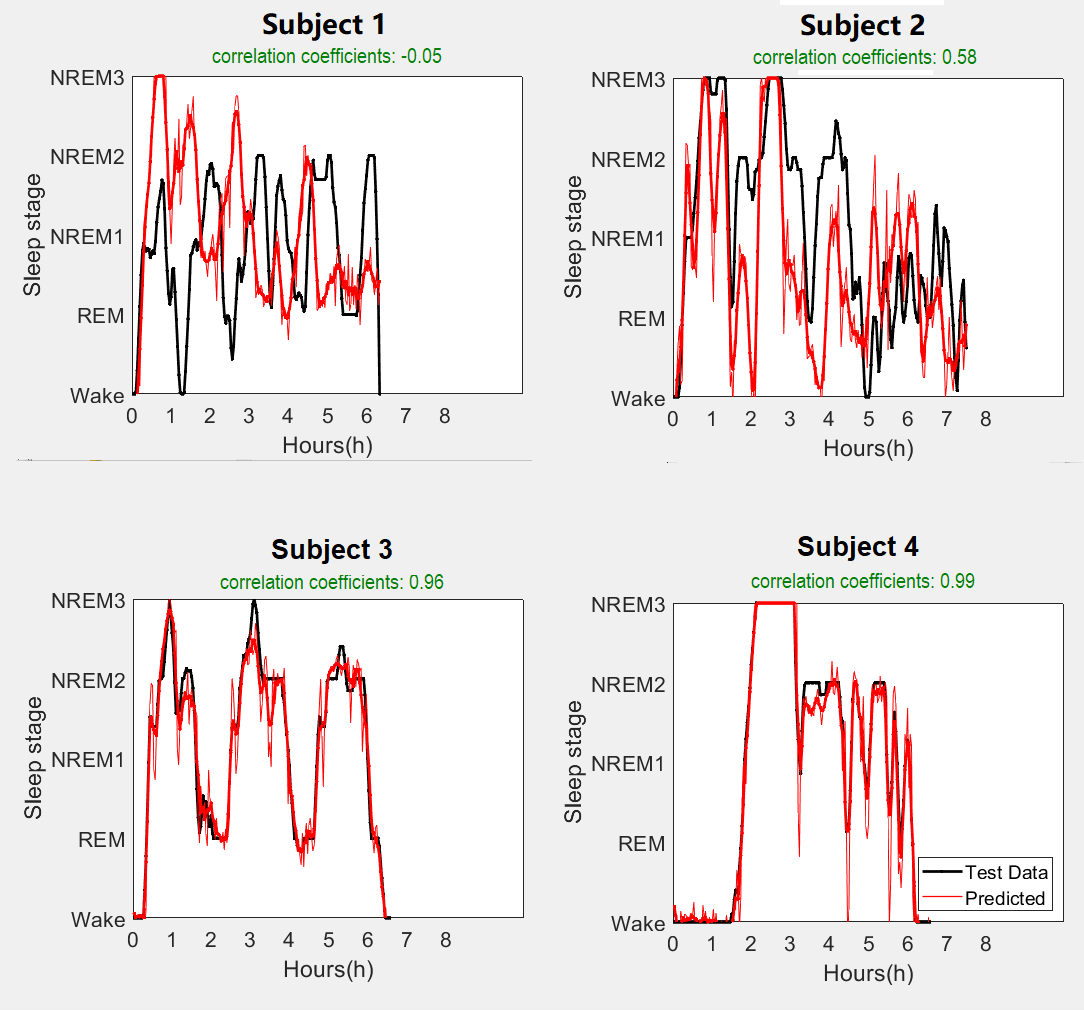 Subject 1
correlation coefficients: -0.05
NREM3
NREM2
NREM1
REM
Wake
Sleep stage
0 1 2 3 4 5 6 7 8
Hours(h)
Subject 2
correlation coefficients: 0.58
NREM3
NREM2
NREM1
REM
Wake
Sleep stage
0 1 2 3 4 5 6 7 8
Hours(h)
Subject 3
correlation coefficients: 0.96
NREM3
NREM2
NREM1
REM
Wake
Sleep stage
0 1 2 3 4 5 6 7 8
Hours(h)
Subject 4
correlation coefficients: 0.99
NREM3
NREM2
NREM1
REM
Wake
Sleep stage
0 1 2 3 4 5 6 7 8
Hours(h)
Test Data
Predicted